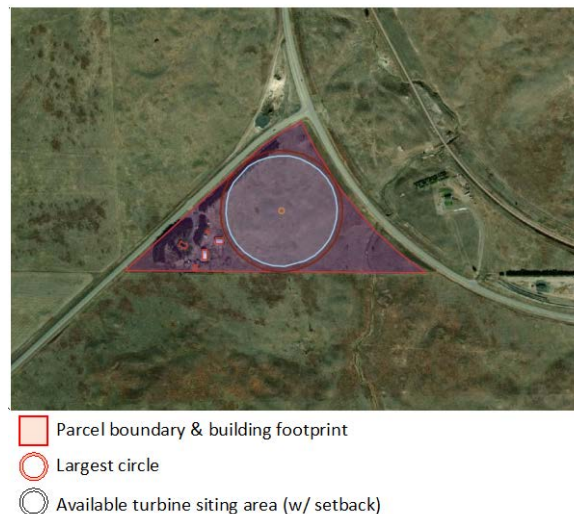 Parcel boundary & building footprint
Largest circle
Available turbine siting area (w/ setback)